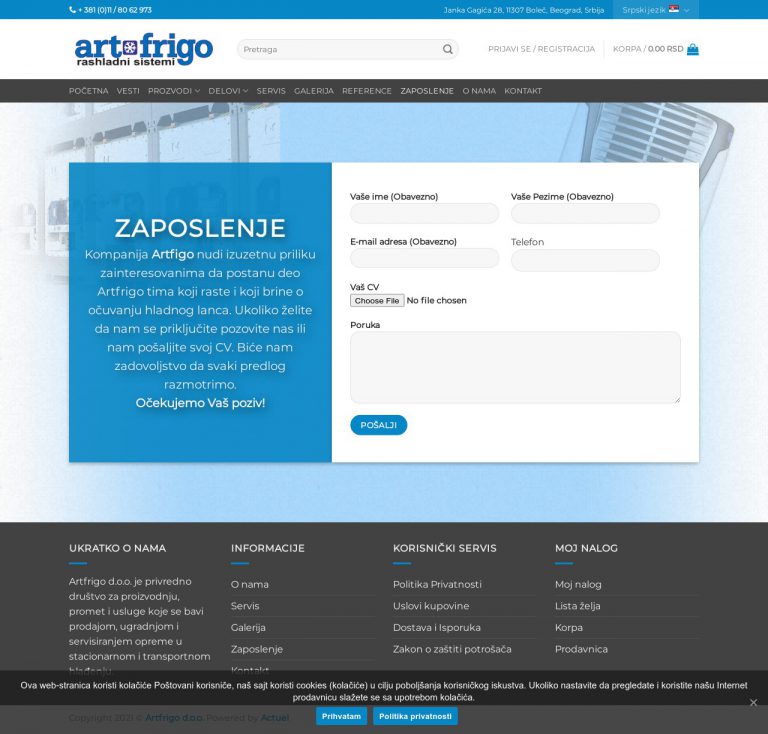 + 381 (0)11 / 80 62 973
Janka Gagića 28, 11307 Boleč, Beograd, Srbija
Srpski jezik
artofrigo
rashladni sistemi
Pretraga
PRIJAVI SE / REGISTRACIJA
KORPA / 0.00 RSD
POČETNA VESTI PROZVODI DELOVI SERVIS GALERIJA REFERENCE ZAPOSLENJE O NAMA KONTAKT
ZAPOSLENJE
Kompanija Artfigo nudi izuzetnu priliku
zainteresovanima da postanu deo
Artfrigo tima koji raste i koji brine o
očuvanju hladnog lanca. Ukoliko želite
da nam se priključite pozovite nas ili
nam pošaljite svoj CV. Biće nam
zadovoljstvo da svaki predlog
razmotrimo.
Očekujemo Vaš poziv!
Vaše ime (Obavezno)
Vaše Pezime (Obavezno)
E-mail adresa (Obavezno)
Telefon
Vaš CV
Choose File No file chosen
Poruka
POŠALJI
UKRATKO O NAMA
Artfrigo d.o.o. je privredno
društvo za proizvodnju,
promet i usluge koje se bavi
prodajom, ugradnjom i
servisiranjem opreme u
stacionarnom i transportnom
hlađenju.
INFORMACIJE
O nama
Servis
Galerija
Zaposlenje
Kontakt
KORISNIČKI SERVIS
Politika Privatnosti
Uslovi kupovine
Dostava i Isporuka
Zakon o zaštiti potrošača
MOJ NALOG
Moj nalog
Lista želja
Korpa
Prodavnica
Ova web-stranica koristi kolačiće Poštovani korisniče, naš sajt koristi cookies (kolačiće) u cilju poboljšanja korisničkog iskustva. Ukoliko nastavite da pregledate i koristite našu Internet
prodavnicu slažete se sa upotrebom kolačića.
Prihvatam
Politika privatnosti
Copyright 2021 © Artfrigo d.o.o. Powered by Actuel